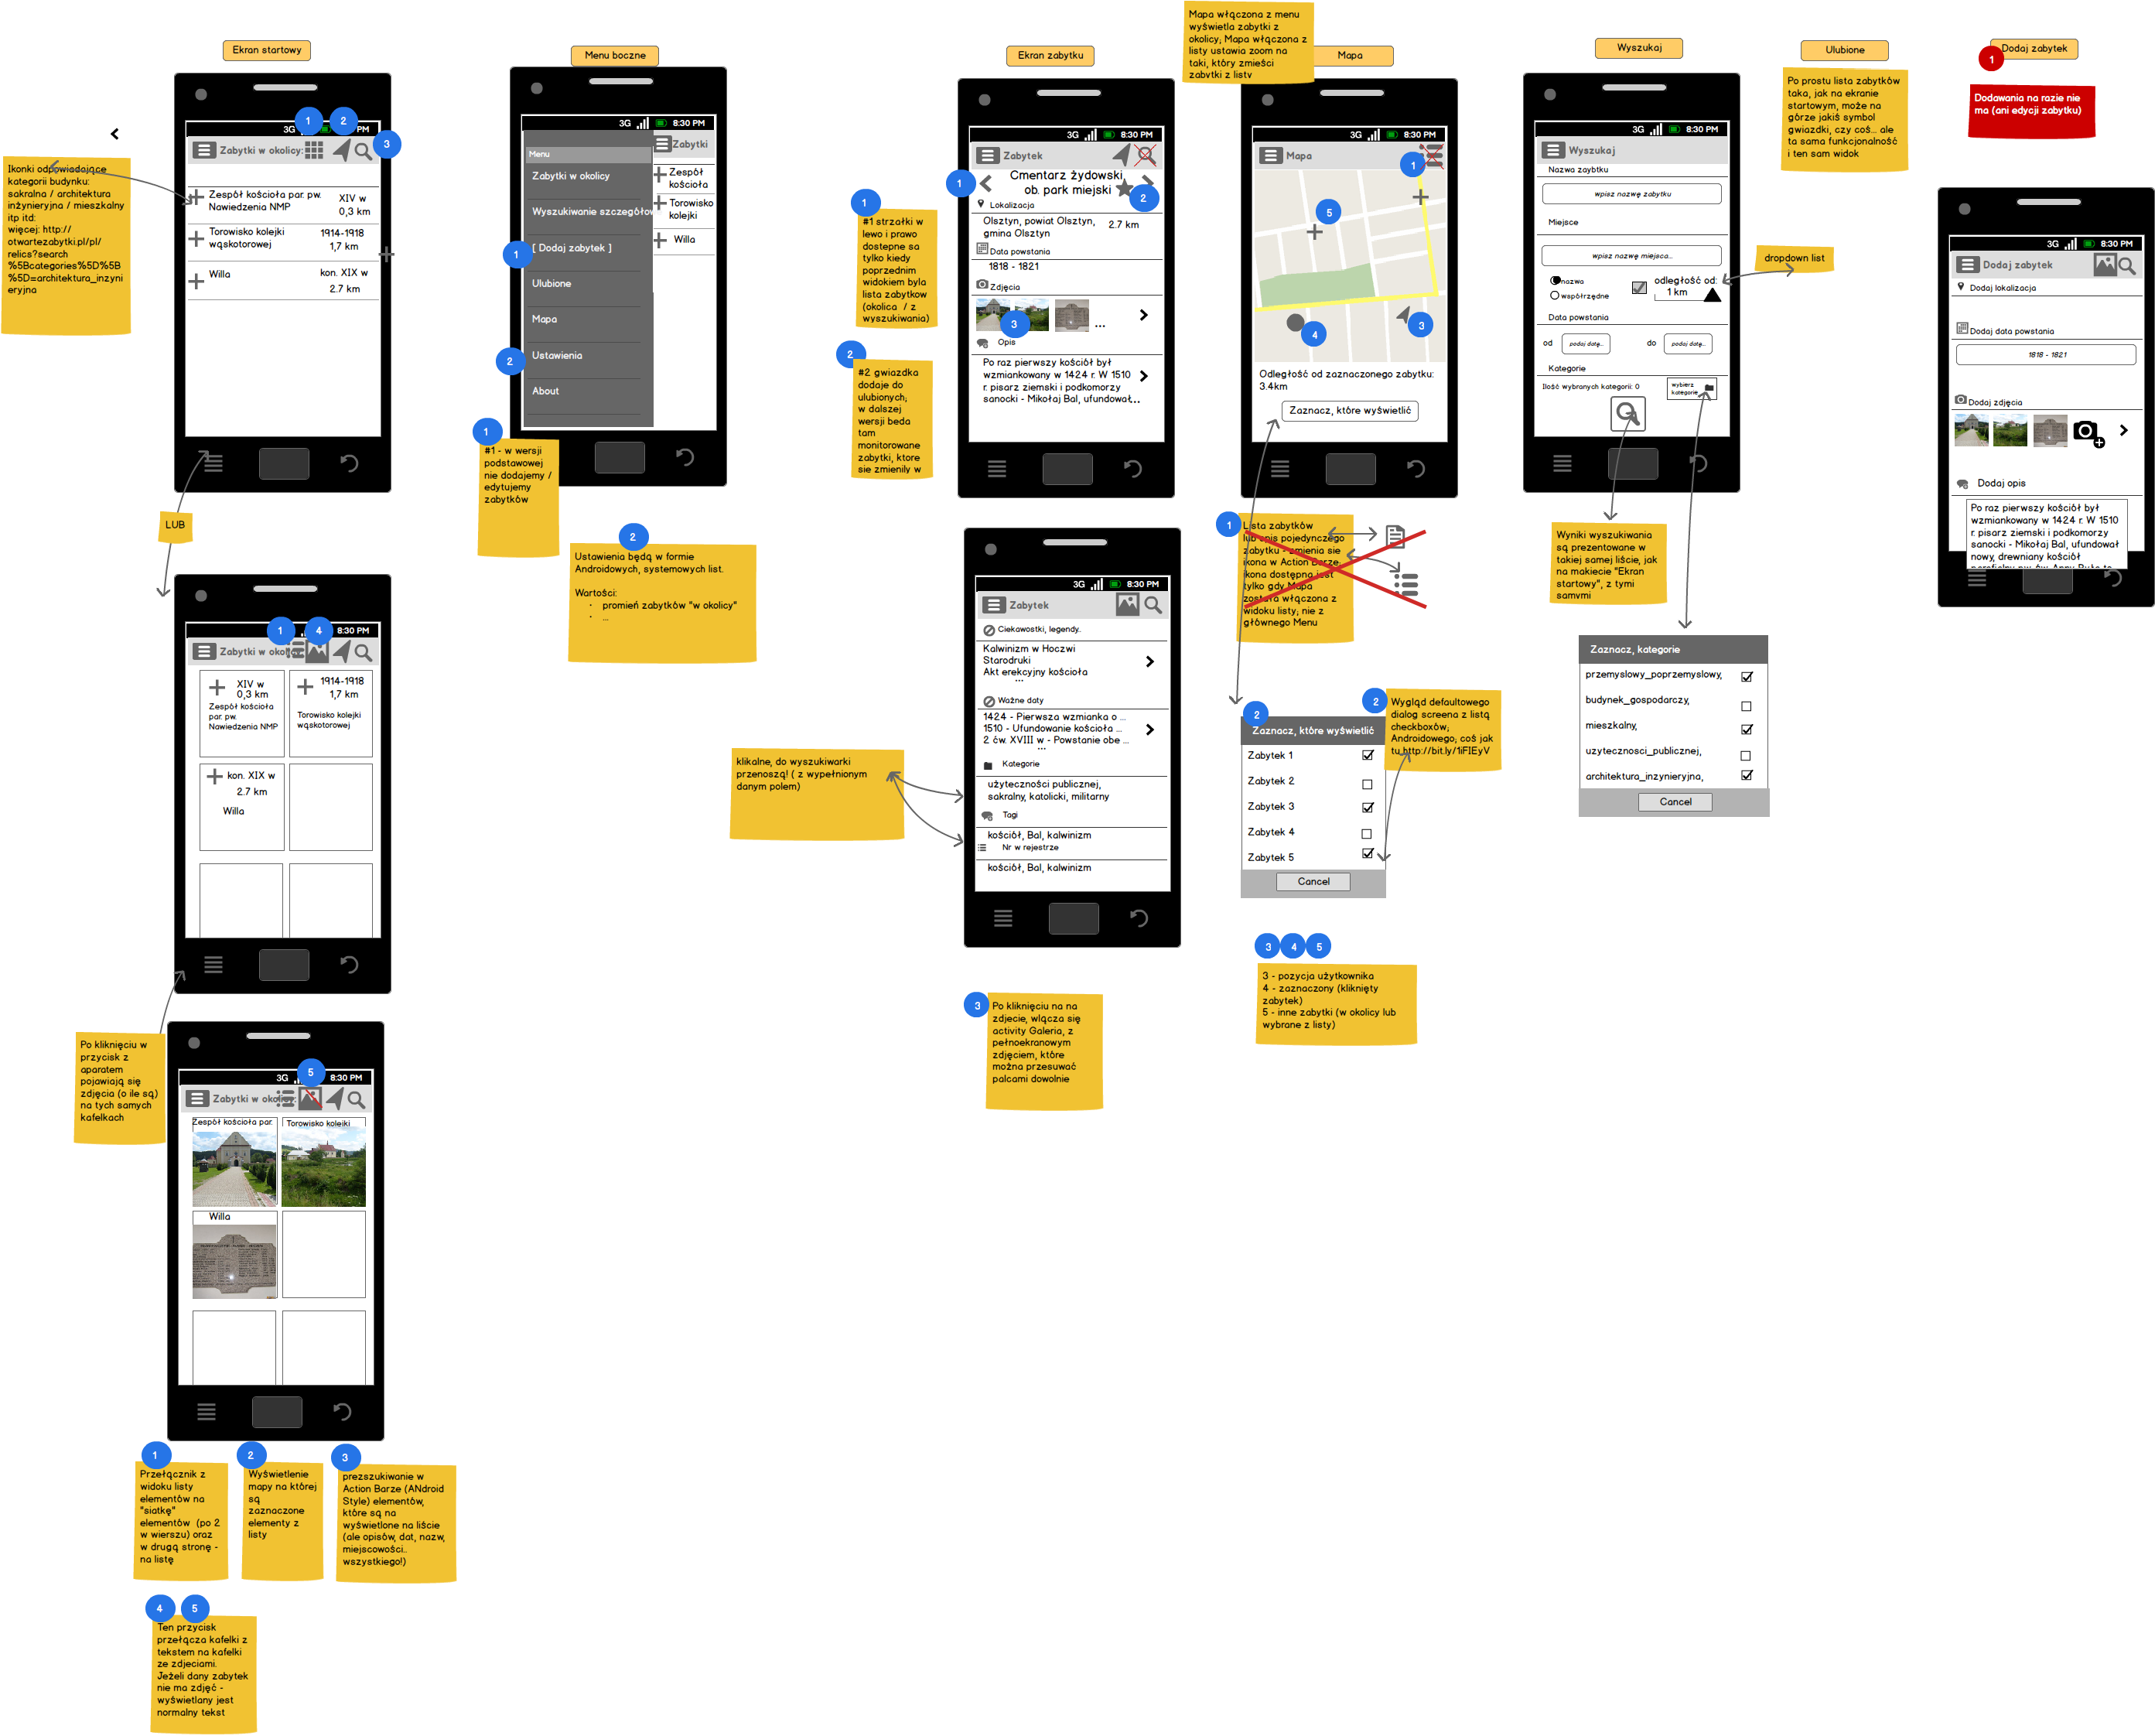 Ekran startowy
3G
1
2
PM
Zabytki w okolicy:
3
Zespół kościoła par. pw.
Nawiedzenia NMP
XIV w
0,3 km
Torowisko kolejki
wąskotorowej
1914-1918
1,7 km
Willa
kon. XIX w
2.7 km
Ikonki odpowiadające
kategorii budynku:
sakralna / architektura
inżynieryjna / mieszkalny
itp itd:
więcej: http://
otwartezabytki.pl/pl/
relics?search
%5Bcategories%5D%5B
%5D=architektura_inzyni
eryjna
LUB
1
4
8:30 PM
Zabytki w okolicy:
XIV w
0,3 km
Zespół kościoła
par. pw.
Nawiedzenia NMP
1914-1918
1,7 km
Torowisko kolejki
wąskotorowej
kon. XIX w
2.7 km
Willa
Po kliknięciu w
przycisk z
aparatem
pojawiają się
zdjęcia (o ile są)
na tych samych
kafelkach
3G
5
8:30 PM
Zabytki w okolicy:
Zespół kościoła par.
Torowisko kolejki
Willa
1
Przełącznik z
widoku listy
elementów na
"siatkę"
elementów (po 2
w wierszu) oraz
w drugą stronę -
na listę
2
Wyświetlenie
mapy na której
są
zaznaczone
elementy z
listy
3
prezszukiwanie w
Action Barze (ANdroid
Style) elementów,
które są na
wyświetlone na liście
(ale opisów, dat, nazw,
miejscowości..
wszystkiego!)
4
5
Ten przycisk
przełącza kafelki z
tekstem na kafelki
ze zdjeciami.
Jeżeli dany zabytek
nie ma zdjęć -
wyświetlany jest
normalny tekst
Menu boczne
3G
8:30 PM
Menu
Zabytki w okolicy
Wyszukiwanie szczegółow
1
[ Dodaj zabytek ]
Ulubione
Mapa
2
Ustawienia
About
Zabytki
Zespół
kościoła
Torowisko
kolejki
Willa
1
#1 - w wersji
podstawowej
nie dodajemy /
edytujemy
zabytków
2
Ustawienia będą w formie
Androidowych, systemowych list.
Wartości:
· promień zabytków "w okolicy"
· ...
Ekran zabytku
3G
8:30 PM
Zabytek
1
Cmentarz żydowski
ob. park miejski
2
Lokalizacja
Olsztyn, powiat Olsztyn,
gmina Olsztyn
2.7 km
Data powstania
1818 - 1821
Zdjęcia
3
...
Opis
Po raz pierwszy kościół był
wzmiankowany w 1424 r. W 1510
r. pisarz ziemski i podkomorzy
sanocki - Mikołaj Bal, ufundował...
1
#1 strzałki w
lewo i prawo
dostepne sa
tylko kiedy
poprzednim
widokiem byla
lista zabytkow
(okolica / z
wyszukiwania)
2
#2 gwiazdka
dodaje do
ulubionych;
w dalszej
wersji beda
tam
monitorowane
zabytki, ktore
sie zmienily w
3G
8:30 PM
Zabytek
Ciekawostki, legendy..
Kalwinizm w Hoczwi
Starodruki
Akt erekcyjny kościoła
...
Ważne daty
1424 - Pierwsza wzmianka o ...
1510 - Ufundowanie kościoła ...
2 ćw. XVIII w - Powstanie obe ...
...
Kategorie
użyteczności publicznej,
sakralny, katolicki, militarny
Tagi
kościół, Bal, kalwinizm
Nr w rejestrze
kościół, Bal, kalwinizm
klikalne, do wyszukiwarki
przenoszą! ( z wypełnionym
danym polem)
3
Po kliknięciu na na
zdjecie, włącza się
activity Galeria, z
pełnoekranowym
zdjęciem, które
można przesuwać
palcami dowolnie
Mapa włączona z menu
wyświetla zabytki z
okolicy; Mapa włączona z
listy ustawia zoom na
taki, który zmieści
zabytki z listy
Mapa
3G
8:30 PM
Mapa
1
5
4
3
Odległość od zaznaczonego zabytku:
3.4km
Zaznacz, które wyświetlić
1
Lista zabytków
lub opis pojedynczego
zabytku - zmienia sie
ikona w Action Barze;
ikona dostępna jest
tylko gdy Mapa
została włączona z
widoku listy; nie z
głównego Menu
2
Zaznacz, które wyświetlić
Zabytek 1
Zabytek 2
Zabytek 3
Zabytek 4
Zabytek 5
Cancel
2
Wygląd defaultowego
dialog screena z listą
checkboxów;
Androidowego; coś jak
tu http://bit.ly/1iFIEyV
3
4
5
3 - pozycja użytkownika
4 - zaznaczony (kliknięty
zabytek)
5 - inne zabytki (w okolicy lub
wybrane z listy)
Wyszukaj
3G
8:30 PM
Wyszukaj
Nazwa zaybtku
wpisz nazwę zabytku
Miejsce
wpisz nazwę miejsca...
nazwa
współrzędne
odległość od:
1 km
Data powstania
od
podaj datę...
do
podaj datę...
Kategorie
Ilość wybranych kategorii: 0
wybierz
kategorie
dropdown list
Wyniki wyszukiwania
są prezentowane w
takiej samej liście, jak
na makiecie "Ekran
startowy", z tymi
samymi
Zaznacz, kategorie
przemyslowy_poprzemyslowy,
budynek_gospodarczy,
mieszkalny,
uzytecznosci_publicznej,
architektura_inzynieryjna,
Cancel
Ulubione
Po prostu lista zabytków
taka, jak na ekranie
startowym, może na
górze jakiś symbol
gwiazdki, czy coś... ale
ta sama funkcjonalność
i ten sam widok
Dodaj zabytek
1
Dodawania na razie nie
ma (ani edycji zabytku)
3G
8:30 PM
Dodaj zabytek
Dodaj lokalizacja
Dodaj data powstania
1818 - 1821
Dodaj zdjęcia
Dodaj opis
Po raz pierwszy kościół był
wzmiankowany w 1424 r. W 1510
r. pisarz ziemski i podkomorzy
sanocki - Mikołaj Bal, ufundował
nowy, drewniany kościół